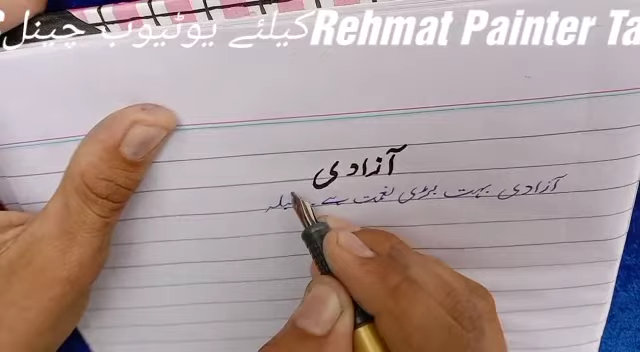 کیلئے یوٹیوب چینل Rehmat Painter Ta
آزادی
آزادی بہت بڑی نعمت ہے